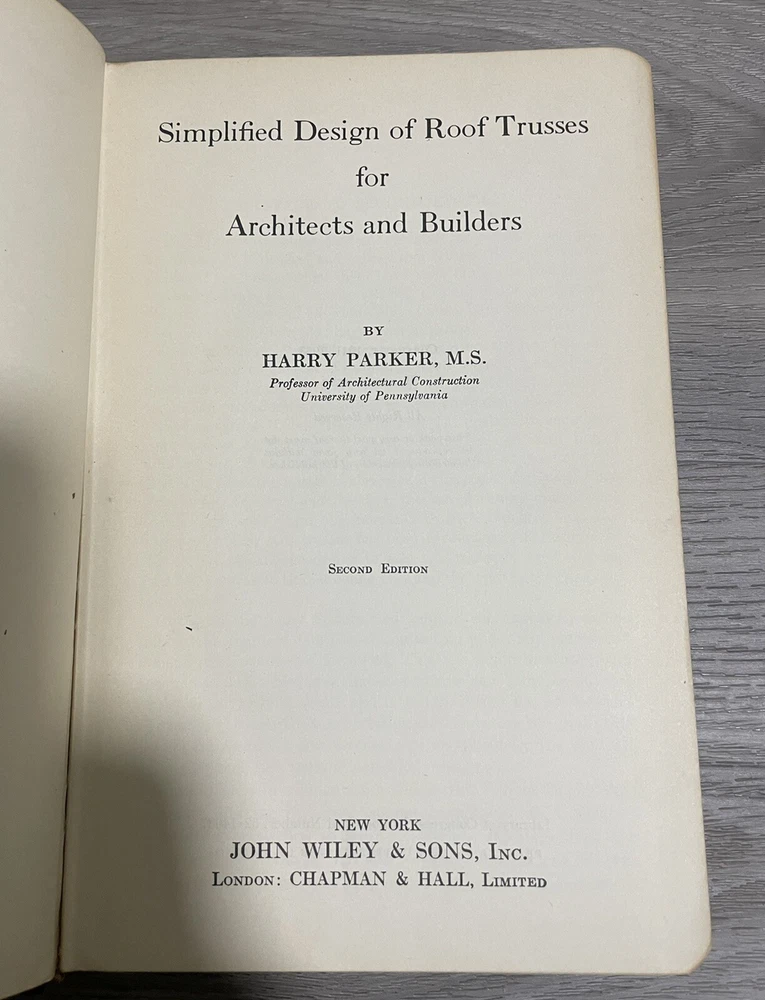 Simplified Design of Roof Trusses
for
Architects and Builders
BY
HARRY PARKER, M.S.
Professor of Architectural Construction
University of Pennsylvania
Second Edition
NEW YORK
JOHN WILEY & SONS, Inc.
London: CHAPMAN & HALL, Limited